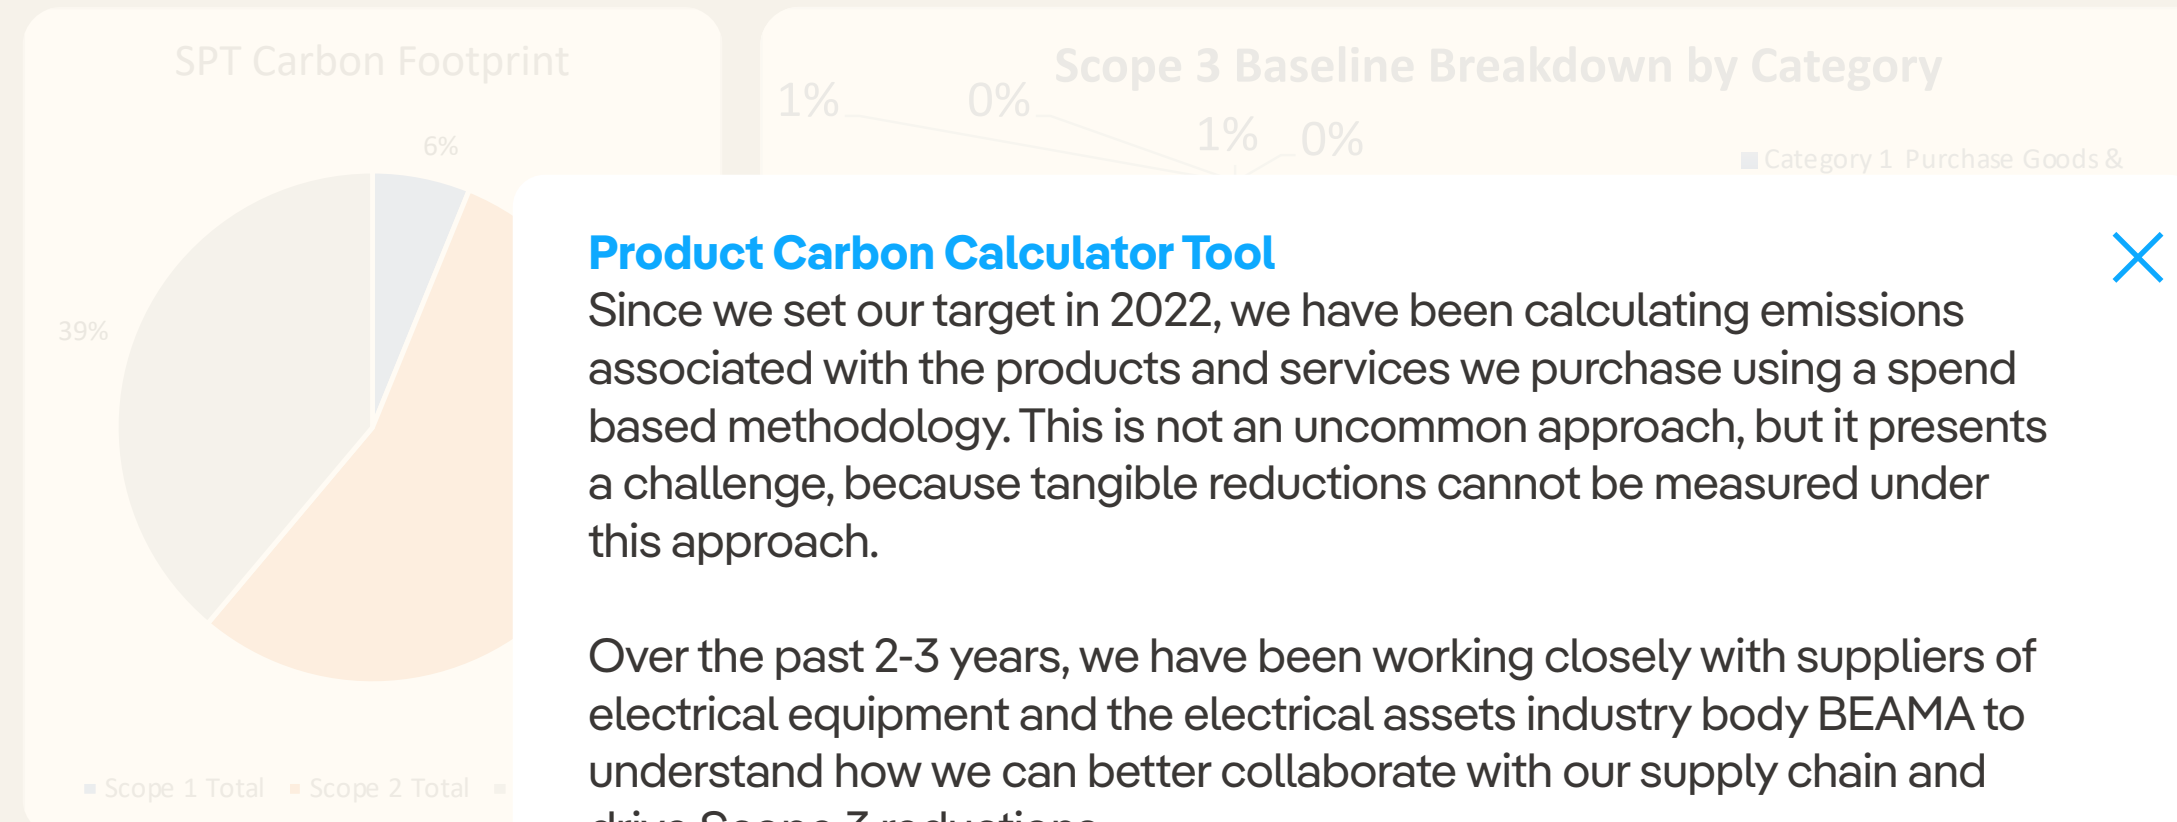 SPT Carbon Footprint
6%
39%
Scope 1 Total
Scope 2 Total
Scope 3 Baseline Breakdown by Category
1%
0%
1%
0%
Category 1 Purchase Goods &
Product Carbon Calculator Tool
Since we set our target in 2022, we have been calculating emissions
associated with the products and services we purchase using a spend
based methodology. This is not an uncommon approach, but it presents
a challenge, because tangible reductions cannot be measured under
this approach.
Over the past 2-3 years, we have been working closely with suppliers of
electrical equipment and the electrical assets industry body BEAMA to
understand how we can better collaborate with our supply chain and
drive Scope 3 reductions